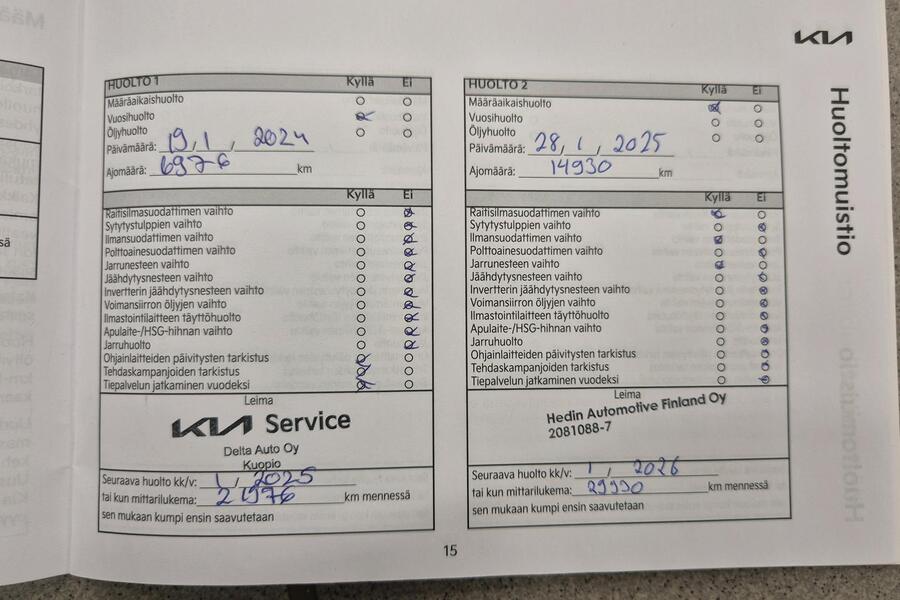 KIA
Huoltomuistio
HUOLTO 1 Kyllä Ei
Määräaikaishuolto
Vuosihuolto
Öljyhuolto
Päivämäärä: 19, 1, 2024
Ajomäärä: 6976 km
Kyllä Ei
Raitisilmasuodattimen vaihto
Sytytystulppien vaihto
Ilmansuodattimen vaihto
Polttoainesuodattimen vaihto
Jarrunesteen vaihto
Jäähdytysnesteen vaihto
Invertterin jäähdytysnesteen vaihto
Voimansiirron öljyjen vaihto
Ilmastointilaitteen täyttöhuolto
Apulaite-/HSG-hihnan vaihto
Jarruhuolto
Ohjainlaitteiden päivitysten tarkistus
Tehdaskampanjoiden tarkistus
Tiepalvelun jatkaminen vuodeksi
Leima
KIA Service
Delta Auto Oy
Kuopio
Seuraava huolto kk/v: 1, 2025
tai kun mittarilukema: 21976 km mennessä
sen mukaan kumpi ensin saavutetaan
HUOLTO 2 Kyllä Ei
Määräaikaishuolto
Vuosihuolto
Öljyhuolto
Päivämäärä: 28, 1, 2025
Ajomäärä: 14930 km
Kyllä Ei
Raitisilmasuodattimen vaihto
Sytytystulppien vaihto
Ilmansuodattimen vaihto
Polttoainesuodattimen vaihto
Jarrunesteen vaihto
Jäähdytysnesteen vaihto
Invertterin jäähdytysnesteen vaihto
Voimansiirron öljyjen vaihto
Ilmastointilaitteen täyttöhuolto
Apulaite-/HSG-hihnan vaihto
Jarruhuolto
Ohjainlaitteiden päivitysten tarkistus
Tehdaskampanjoiden tarkistus
Tiepalvelun jatkaminen vuodeksi
Leima
Hedin Automotive Finland Oy
2081088-7
Seuraava huolto kk/v: 1, 2026
tai kun mittarilukema: 29930 km mennessä
sen mukaan kumpi ensin saavutetaan
15